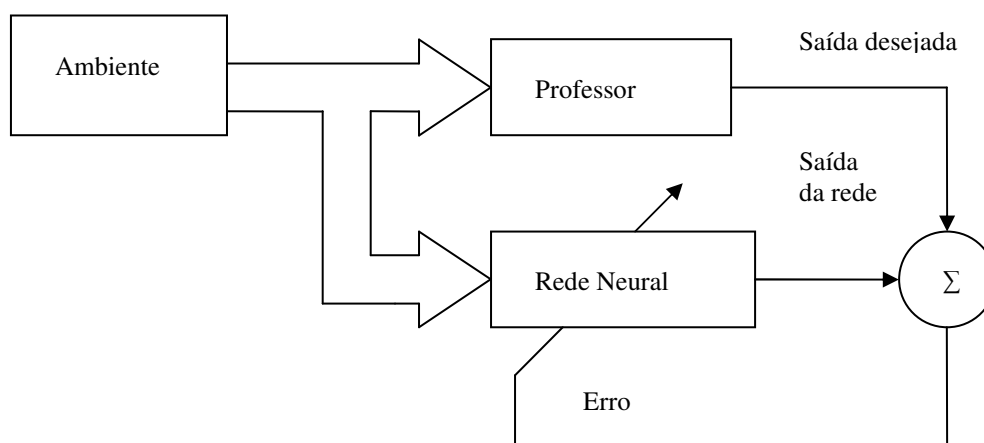 Ambiente
Professor
Saída desejada
Saída
da rede
Rede Neural
Σ
Erro